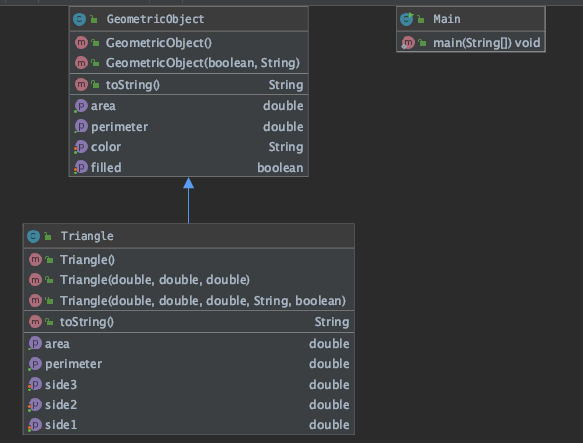 GeometricObject
GeometricObject()
GeometricObject(boolean, String)
toString() String
area double
perimeter double
color String
filled boolean
Main
main(String[]) void
Triangle
Triangle()
Triangle(double, double, double)
Triangle(double, double, double, String, boolean)
toString() String
area double
perimeter double
side3 double
side2 double
side1 double